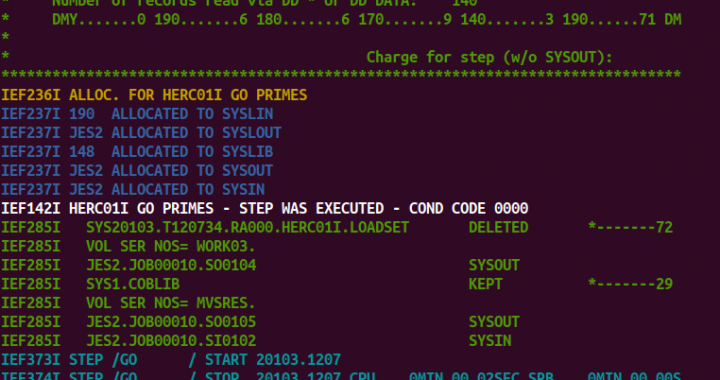 * Number of records read via DD * or DD DATA: 140
* DMY.......0 190.......6 180.......6 170.......9 140.......3 190......71 DM
*
* Charge for step (w/o SYSOUT):
********************************************************************************
IEF236I ALLOC. FOR HERC01I GO PRIMES
IEF237I 190 ALLOCATED TO SYSLIN
IEF237I JES2 ALLOCATED TO SYSLOUT
IEF237I 148 ALLOCATED TO SYSLIB
IEF237I JES2 ALLOCATED TO SYSOUT
IEF237I JES2 ALLOCATED TO SYSIN
IEF142I HERC01I GO PRIMES - STEP WAS EXECUTED - COND CODE 0000
IEF285I SYS20103.T120734.RA000.HERC01I.LOADSET DELETED *-------72
IEF285I VOL SER NOS= WORK03.
IEF285I JES2.JOB00010.SO0104 SYSOUT
IEF285I SYS1.COBLIB KEPT *-------29
IEF285I VOL SER NOS= MVSRES.
IEF285I JES2.JOB00010.SO0105 SYSOUT
IEF285I JES2.JOB00010.SI0102 SYSIN
IEF373I STEP /GO / START 20103.1207
IEF374I STEP /GO / STOP 20103.1207 CPU 0MIN 00.02SEC SRB 0MIN 00.00S